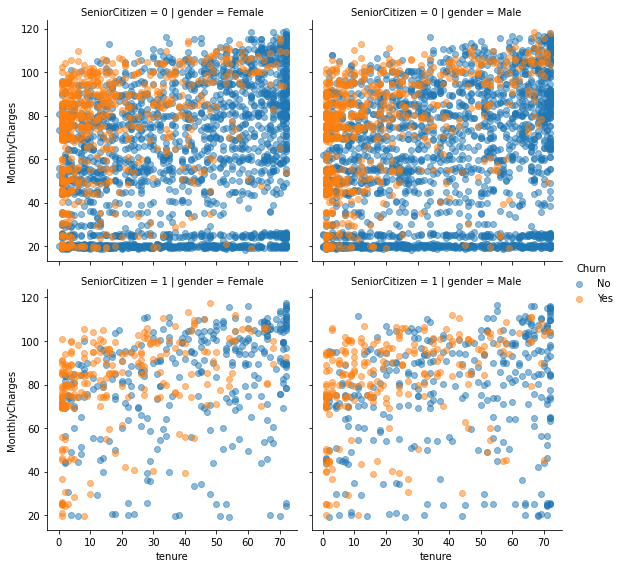 SeniorCitizen = 0 | gender = Female
SeniorCitizen = 0 | gender = Male
120
100
80
60
40
20
MonthlyCharges
SeniorCitizen = 1 | gender = Female
SeniorCitizen = 1 | gender = Male
Churn
No
Yes
120
100
80
60
40
20
MonthlyCharges
0 10 20 30 40 50 60 70
0 10 20 30 40 50 60 70
tenure
tenure